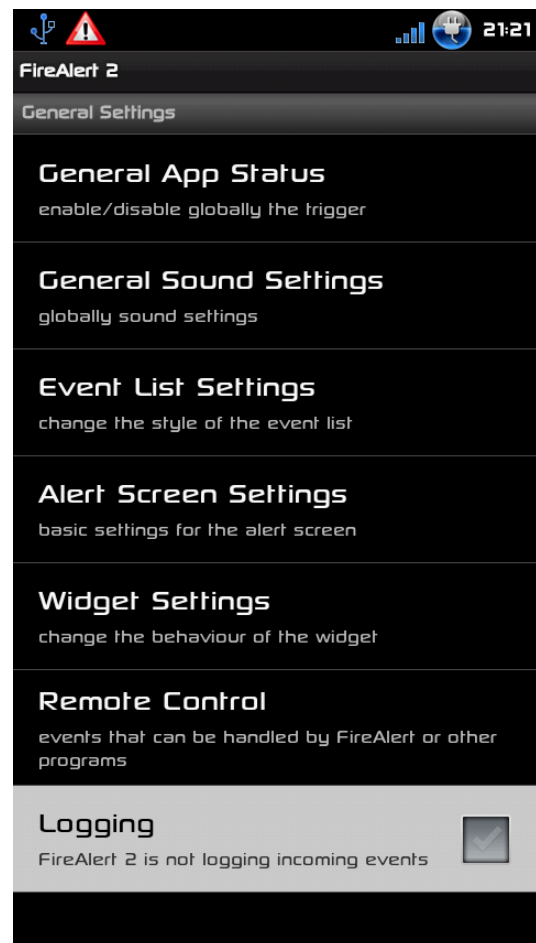 21:21
FireAlert 2
General Settings
General App Status
enable/disable globally the trigger
General Sound Settings
globally sound settings
Event List Settings
change the style of the event list
Alert Screen Settings
basic settings for the alert screen
Widget Settings
change the behaviour of the widget
Remote Control
events that can be handled by FireAlert or other
programs
Logging
FireAlert 2 is not logging incoming events